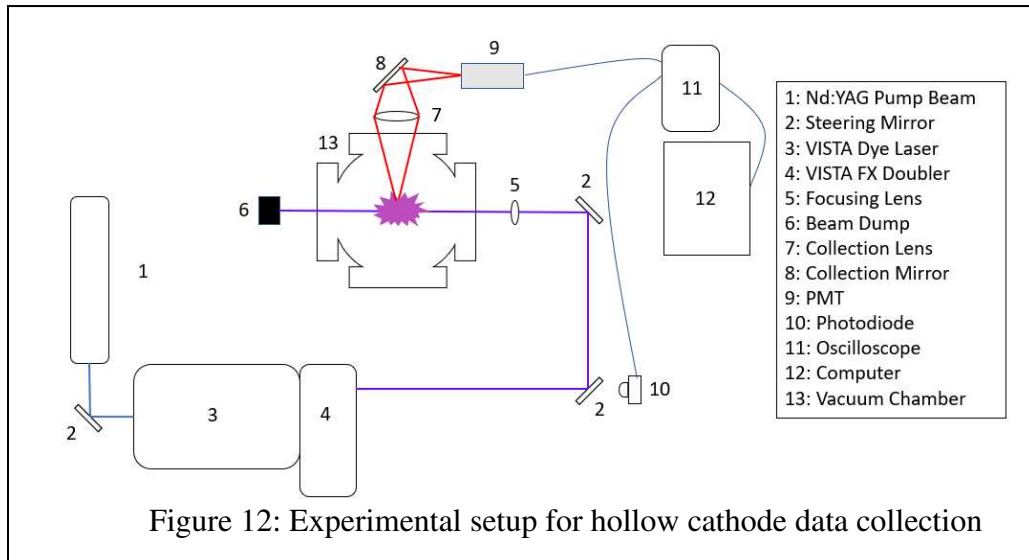 8
9
11
1: Nd:YAG Pump Beam
2: Steering Mirror
3: VISTA Dye Laser
4: VISTA FX Doubler
5: Focusing Lens
6: Beam Dump
7: Collection Lens
8: Collection Mirror
9: PMT
10: Photodiode
11: Oscilloscope
12: Computer
13: Vacuum Chamber
7
13
5
2
12
6
1
10
2
3
4
2
Figure 12: Experimental setup for hollow cathode data collection